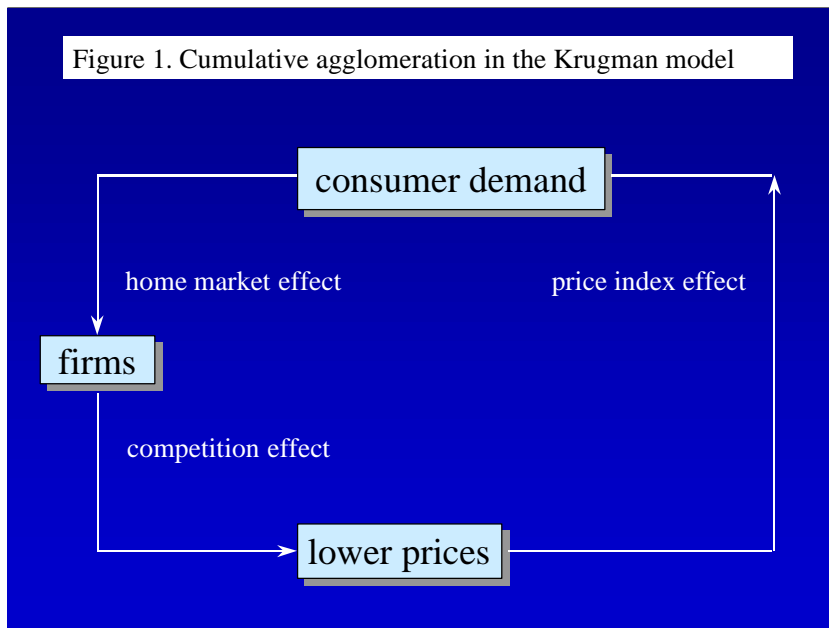 Figure 1. Cumulative agglomeration in the Krugman model
consumer demand
home market effect
price index effect
firms
competition effect
lower prices